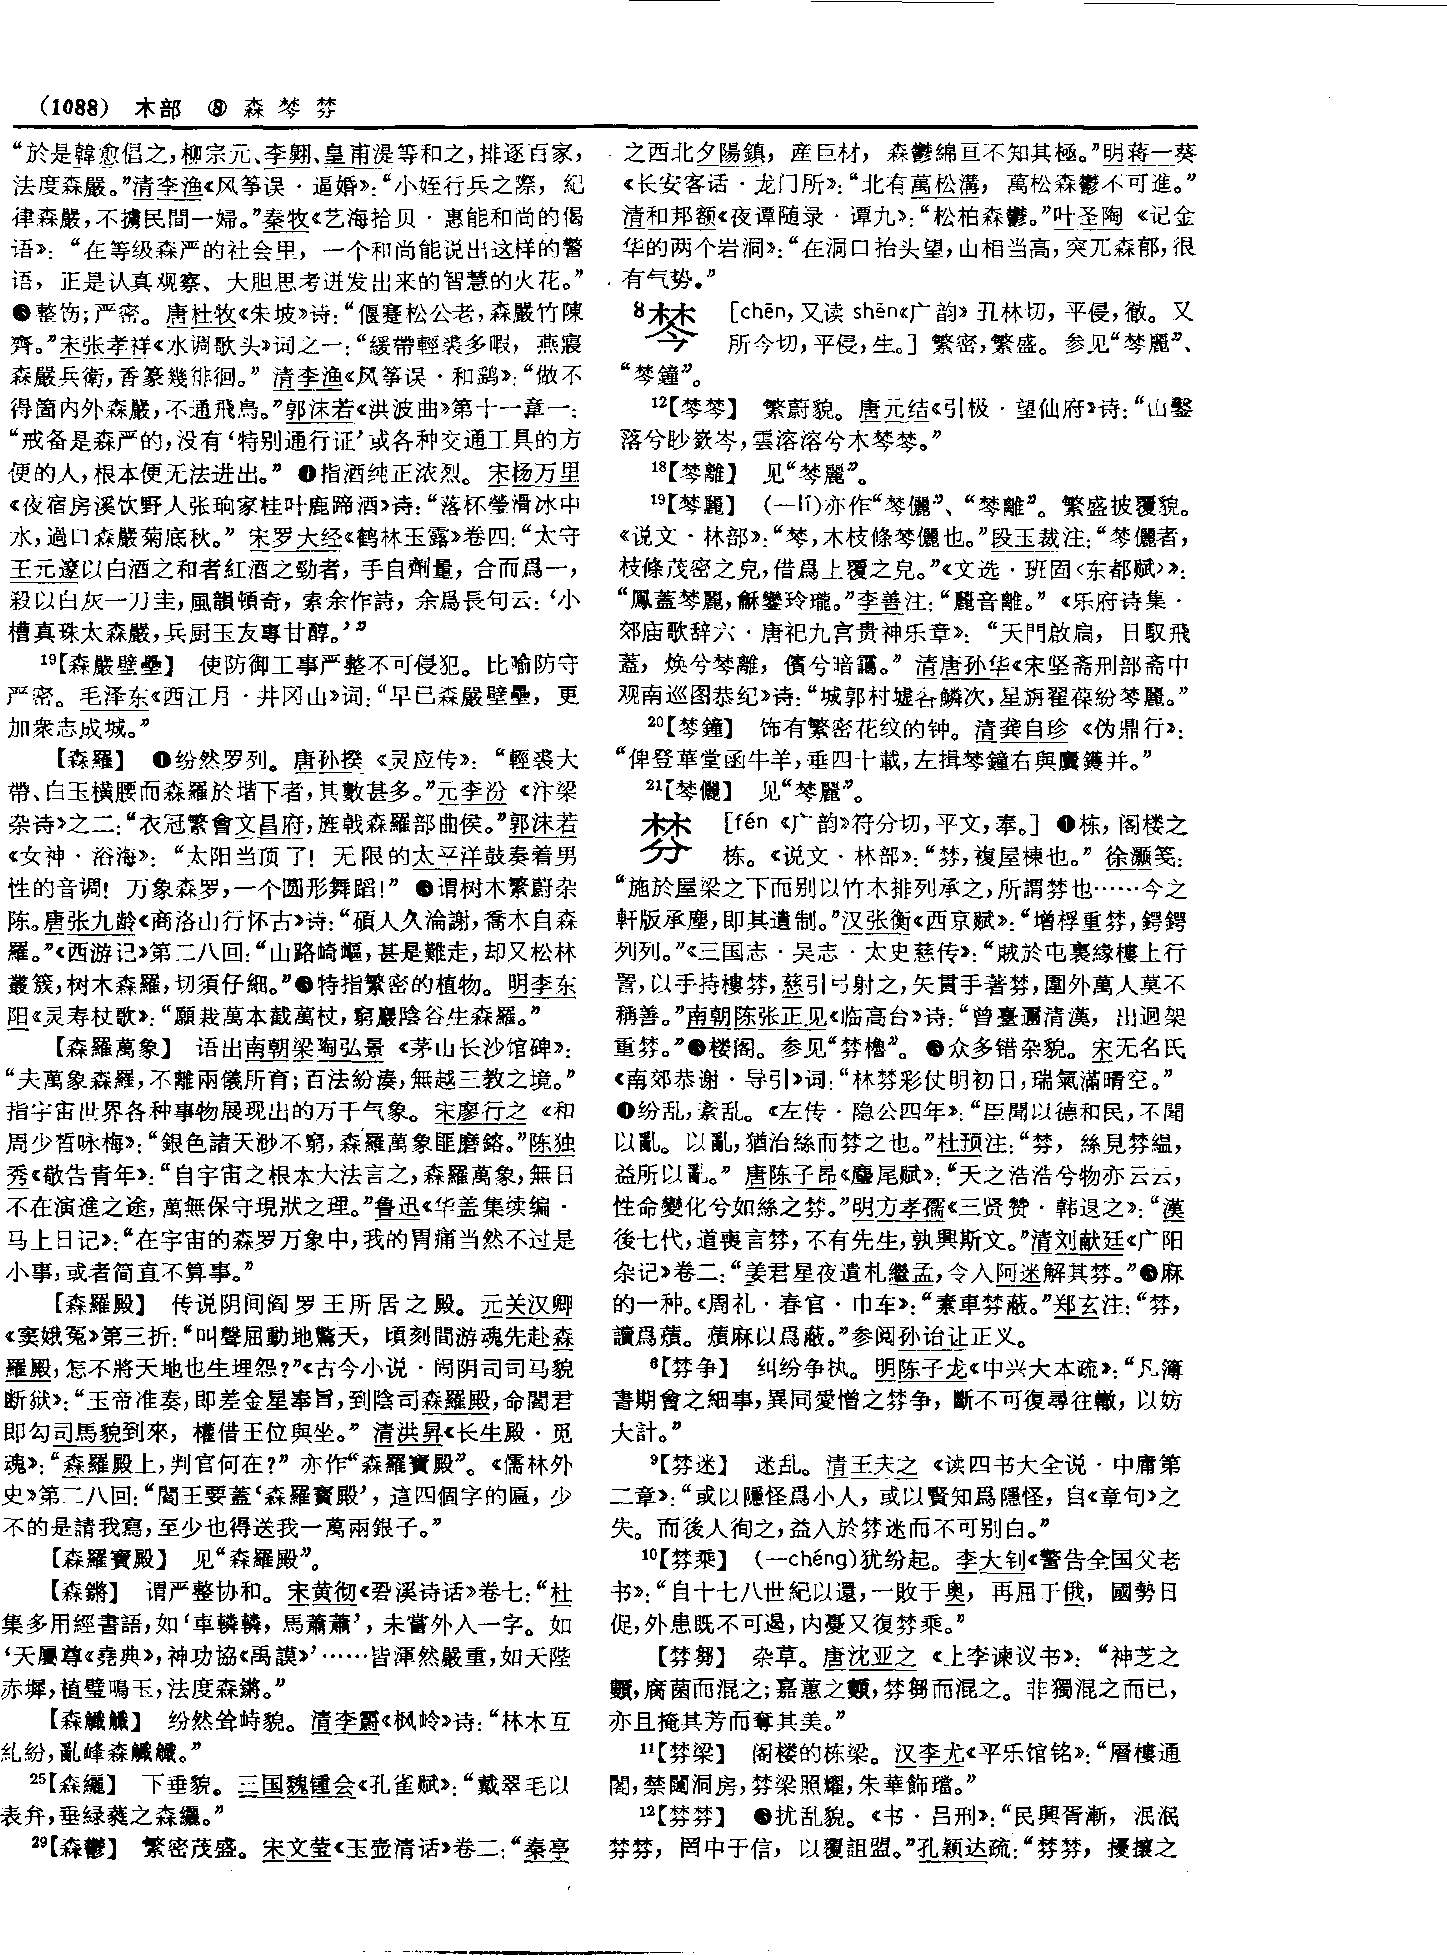 (1088) 木部 ⑧ 森棽棼
“於是韓愈倡之，柳宗元、李翺、皇甫湜等和之，排逐百家，
法度森嚴。”清李渔《风筝误·逼婚》：“小姪行兵之際，紀
律森嚴，不擄民間一婦。”秦牧《艺海拾贝·惠能和尚的偈
语》：“在等级森严的社会里，一个和尚能说出这样的警
语，正是认真观察、大胆思考迸发出来的智慧的火花。”
❸整饬；严密。唐杜牧《朱坡》诗：“偃蹇松公老，森嚴竹陳
齊。”宋张孝祥《水调歌头》词之一：“緩帶輕裘多暇，燕寢
森嚴兵衛，香篆幾徘徊。”清李渔《风筝误·和鹞》：“做不
得箇内外森嚴，不通飛鳥。”郭沫若《洪波曲》第十一章一：
“戒备是森严的，没有‘特别通行证’或各种交通工具的方
便的人，根本便无法进出。”❹指酒纯正浓烈。宋杨万里
《夜宿房溪饮野人张珦家桂叶鹿蹄酒》诗：“落杯瑩滑冰中
水，過口森嚴菊底秋。”宋罗大经《鹤林玉露》卷四：“太守
王元邃以白酒之和者紅酒之勁者，手自劑量，合而爲一，
殺以白灰一刀圭，風韻頓奇，索余作詩，余爲長句云：‘小
槽真珠太森嚴，兵厨玉友專甘醇。’”
19【森嚴壁壘】 使防御工事严整不可侵犯。比喻防守
严密。毛泽东《西江月·井冈山》词：“早已森嚴壁壘，更
加衆志成城。”
【森羅】 ❶纷然罗列。唐孙揆《灵应传》：“輕裘大
帶、白玉横腰而森羅於堦下者，其數甚多。”元李汾《汴梁
杂诗》之二：“衣冠繁會文昌府，旌戟森羅部曲侯。”郭沫若
《女神·浴海》：“太阳当顶了！无限的太平洋鼓奏着男
性的音调！万象森罗，一个圆形舞蹈！”❷谓树木繁蔚杂
陈。唐张九龄《商洛山行怀古》诗：“碩人久淪謝，喬木自森
羅。”《西游记》第二八回：“山路崎嶇，甚是難走，却又松林
叢簇，树木森羅，切須仔細。”❸特指繁密的植物。明李东
阳《灵寿杖歌》：“願栽萬本截萬杖，窮巖陰谷生森羅。”
【森羅萬象】 语出南朝梁陶弘景《茅山长沙馆碑》：
“夫萬象森羅，不離兩儀所育；百法紛湊，無越三教之境。”
指宇宙世界各种事物展现出的万千气象。宋廖行之《和
周少哲咏梅》：“銀色諸天眇不窮，森羅萬象匪磨鎔。”陈独
秀《敬告青年》：“自宇宙之根本大法言之，森羅萬象，無日
不在演進之途，萬無保守現狀之理。”鲁迅《华盖集续编·
马上日记》：“在宇宙的森罗万象中，我的胃痛当然不过是
小事，或者简直不算事。”
【森羅殿】 传说阴间阎罗王所居之殿。元关汉卿
《窦娥冤》第三折：“叫聲屈動地驚天，頃刻間游魂先赴森
羅殿，怎不將天地也生埋怨？”《古今小说·闹阴司司马貌
断狱》：“玉帝准奏，即差金星奉旨，到陰司森羅殿，命閻君
即勾司馬貌到來，權借王位與坐。”清洪昇《长生殿·觅
魂》：“森羅殿上，判官何在？”亦作“森羅寶殿”。《儒林外
史》第二八回：“閻王要蓋‘森羅寶殿’，這四個字的匾，少
不的是請我寫，至少也得送我一萬兩銀子。”
【森羅寶殿】 见“森羅殿”。
【森鏘】 谓严整协和。宋黄彻《䂬溪诗话》卷七：“杜
集多用經書語，如‘車轔轔，馬蕭蕭’，未嘗外入一字。如
‘天屬尊《堯典》，神功協《禹謨》’……皆渾然嚴重，如天陛
赤墀，植璧鳴玉，法度森鏘。”
【森巉巉】 纷然耸峙貌。清李爵《枫岭》诗：“林木互
糺紛，亂峰森巉巉。”
25【森纚】 下垂貌。三国魏锺会《孔雀赋》：“戴翠毛以
表弁，垂緑蕤之森纚。”
29【森鬱】 繁密茂盛。宋文莹《玉壶清话》卷二：“秦亭
之西北夕陽鎮，産巨材，森鬱綿亘不知其極。”明蒋一葵
《长安客话·龙门所》：“北有萬松溝，萬松森鬱不可進。”
清和邦额《夜谭随录·谭九》：“松柏森鬱。”叶圣陶《记金
华的两个岩洞》：“在洞口抬头望，山相当高，突兀森郁，很
有气势。”
8棽 [chēn，又读 shēn《广韵》丑林切，平侵，徹。又
所今切，平侵，生。] 繁密，繁盛。参见“棽麗”、
“棽鐘”。
12【棽棽】 繁蔚貌。唐元结《引极·望仙府》诗：“山鑿
落兮眇嶔岑，雲溶溶兮木棽棽。”
18【棽離】 见“棽麗”。
19【棽麗】 (—lí)亦作“棽儷”、“棽離”。繁盛披覆貌。
《说文·林部》：“棽，木枝條棽儷也。”段玉裁注：“棽儷者，
枝條茂密之皃，借爲上覆之皃。”《文选·班固〈东都赋〉》：
“鳳蓋棽麗，龢鑾玲瓏。”李善注：“麗音離。”《乐府诗集·
郊庙歌辞六·唐祀九宫贵神乐章》：“天門啟扃，日馭飛
蓋，焕兮棽離，儐兮暗藹。”清唐孙华《宋坚斋刑部斋中
观南巡图恭纪》诗：“城郭村墟各鱗次，星旃翟葆紛棽麗。”
20【棽鐘】 饰有繁密花纹的钟。清龚自珍《伪鼎行》：
“俾登華堂函牛羊，垂四十載，左揖棽鐘右與鬳鑊并。”
21【棽儷】 见“棽麗”。
棼 [fén《广韵》符分切，平文，奉。] ❶栋，阁楼之
栋。《说文·林部》：“棼，複屋棟也。”徐灏笺：
“施於屋梁之下而别以竹木排列承之，所謂棼也……今之
軒版承塵，即其遺制。”汉张衡《西京赋》：“增桴重棼，鍔鍔
列列。”《三国志·吴志·太史慈传》：“賊於屯裏緣樓上行
詈，以手持樓棼，慈引弓射之，矢貫手著棼，圍外萬人莫不
稱善。”南朝陈张正见《临高台》诗：“曾臺邇清漢，出迥架
重棼。”❷楼阁。参见“棼櫓”。❸众多错杂貌。宋无名氏
《南郊恭谢·导引》词：“林棼彩仗明初日，瑞氣滿晴空。”
❹纷乱，紊乱。《左传·隐公四年》：“臣聞以德和民，不聞
以亂。以亂，猶治絲而棼之也。”杜预注：“棼，絲見棼緼，
益所以亂。”唐陈子昂《麈尾赋》：“天之浩浩兮物亦云云，
性命變化兮如絲之棼。”明方孝孺《三贤赞·韩退之》：“漢
後七代，道喪言棼，不有先生，孰興斯文。”清刘献廷《广阳
杂记》卷二：“姜君星夜遺札繼孟，令入阿迷解其棼。”❺麻
的一种。《周礼·春官·巾车》：“素車棼蔽。”郑玄注：“棼，
讀爲薠。薠麻以爲蔽。”参阅孙诒让正义。
6【棼争】 纠纷争执。明陈子龙《中兴大本疏》：“凡簿
書期會之細事，異同愛憎之棼争，斷不可復尋往轍，以妨
大計。”
9【棼迷】 迷乱。清王夫之《读四书大全说·中庸第
二章》：“或以隱怪爲小人，或以賢知爲隱怪，自《章句》之
失。而後人徇之，益入於棼迷而不可别白。”
10【棼乘】 (—chéng)犹纷起。李大钊《警告全国父老
书》：“自十七八世紀以還，一敗于奥，再屈于俄，國勢日
促，外患既不可遏，内憂又復棼乘。”
【棼芻】 杂草。唐沈亚之《上李谏议书》：“神芝之
顆，腐菌而混之；嘉蕙之顆，棼芻而混之。非獨混之而已，
亦且掩其芳而奪其美。”
11【棼梁】 阁楼的栋梁。汉李尤《平乐馆铭》：“層樓通
閣，禁闥洞房，棼梁照耀，朱華飾璫。”
12【棼棼】 ❶扰乱貌。《书·吕刑》：“民興胥漸，泯泯
棼棼，罔中于信，以覆詛盟。”孔颖达疏：“棼棼，擾攘之